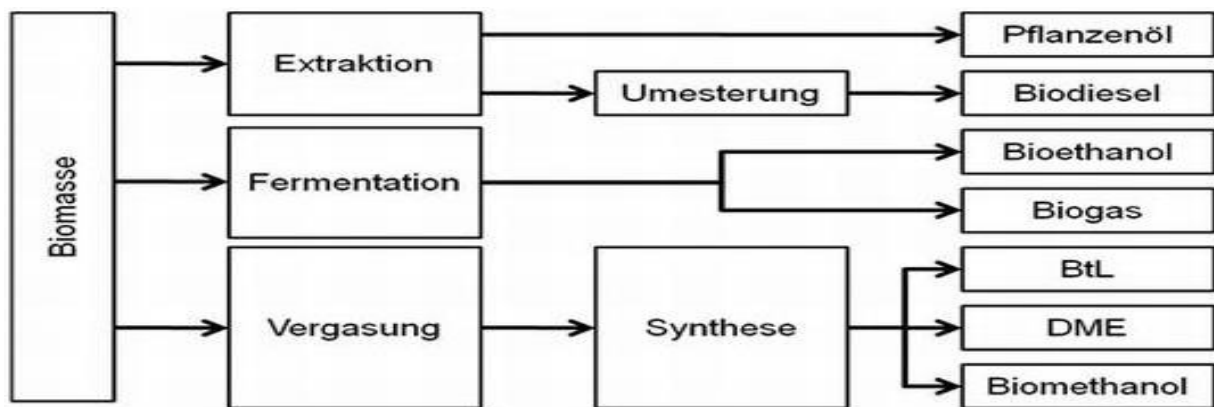 Biomasse
Extraktion
Pflanzenöl
Umesterung
Biodiesel
Fermentation
Bioethanol
Biogas
Vergasung
Synthese
BtL
DME
Biomethanol